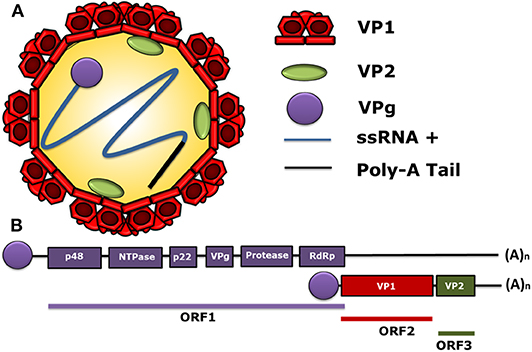 A
VP1
VP2
VPg
ssRNA +
Poly-A Tail
B
p48 NTPase p22 VPg Protease RdRp (A)n
VP1 VP2 (A)n
ORF1
ORF2
ORF3